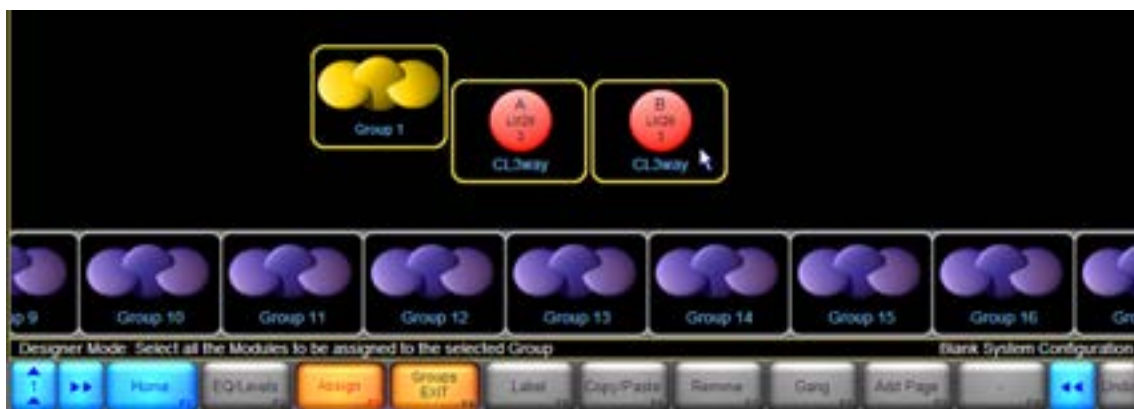 Group 1
A
B
CL3way
CL3way
p 9
Group 10
Group 11
Group 12
Group 13
Group 14
Group 15
Group 16
Gr
Designer Mode: Select all the Modules to be assigned to the selected Group
Blank System Configuration
1
Home
EQ/Levels
Assign
Groups
EXIT
Label
Copy/Paste
Remove
Gang
Add Page
Undo